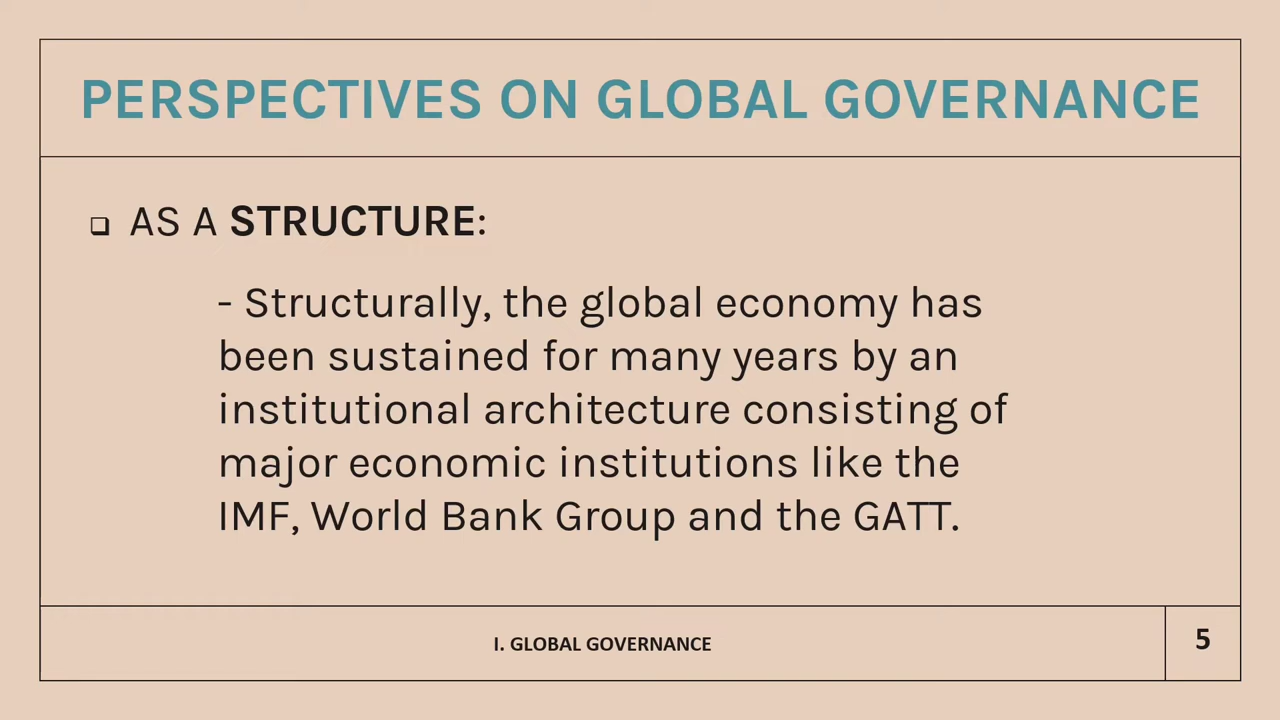 PERSPECTIVES ON GLOBAL GOVERNANCE
❑ AS A STRUCTURE:
- Structurally, the global economy has
been sustained for many years by an
institutional architecture consisting of
major economic institutions like the
IMF, World Bank Group and the GATT.
I. GLOBAL GOVERNANCE
5